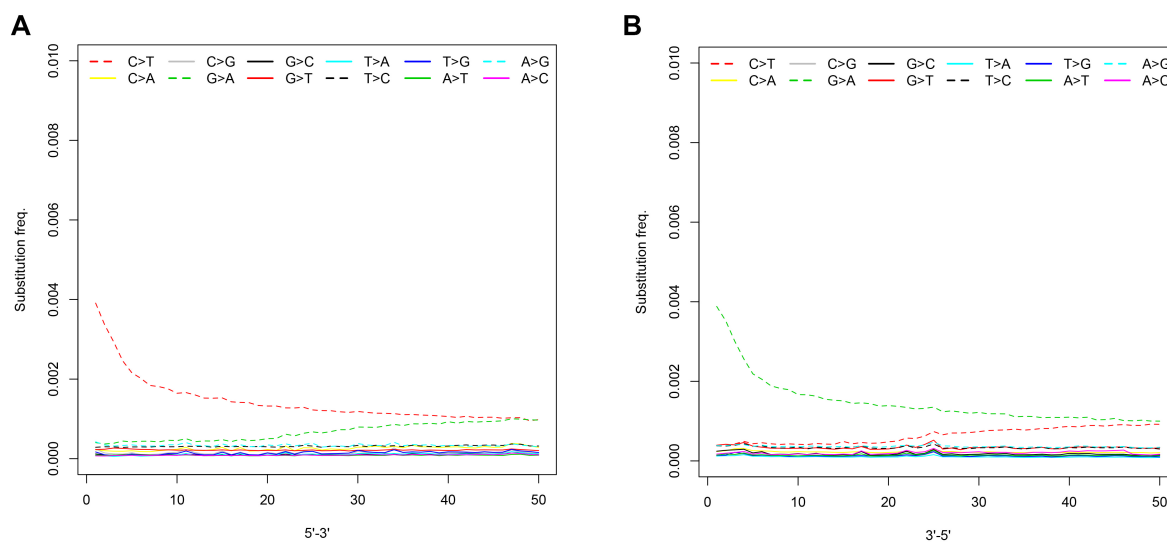 A
C>T C>G G>C T>A T>G A>G
C>A G>A G>T T>C A>T A>C
Substitution freq.
0.010
0.008
0.006
0.004
0.002
0.000
0 10 20 30 40 50
5'-3'
B
C>T C>G G>C T>A T>G A>G
C>A G>A G>T T>C A>T A>C
Substitution freq.
0.010
0.008
0.006
0.004
0.002
0.000
0 10 20 30 40 50
3'-5'